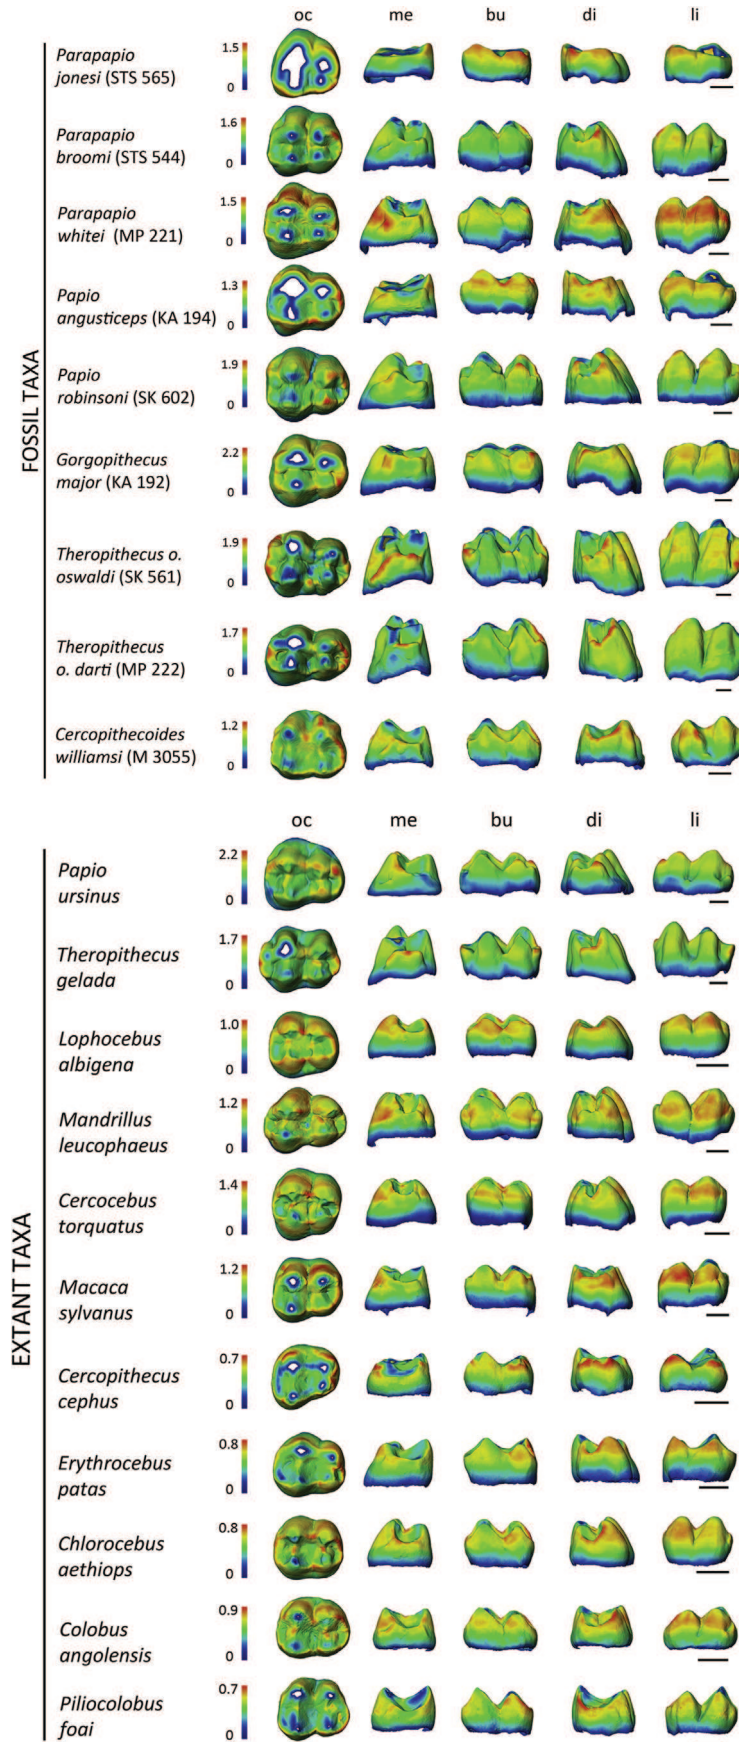 oc me bu di li
FOSSIL TAXA
1.5
Parapapio
jonesi (STS 565)
0
1.6
Parapapio
broomi (STS 544)
0
1.5
Parapapio
whitei (MP 221)
0
1.3
Papio
angusticeps (KA 194)
0
1.9
Papio
robinsoni (SK 602)
0
2.2
Gorgopithecus
major (KA 192)
0
1.9
Theropithecus o.
oswaldi (SK 561)
0
1.7
Theropithecus
o. darti (MP 222)
0
1.2
Cercopithecoides
williamsi (M 3055)
0
oc me bu di li
EXTANT TAXA
2.2
Papio
ursinus
0
1.7
Theropithecus
gelada
0
1.0
Lophocebus
albigena
0
1.2
Mandrillus
leucophaeus
0
1.4
Cercocebus
torquatus
0
1.2
Macaca
sylvanus
0
0.7
Cercopithecus
cephus
0
0.8
Erythrocebus
patas
0
0.8
Chlorocebus
aethiops
0
0.9
Colobus
angolensis
0
0.7
Piliocolobus
foai
0